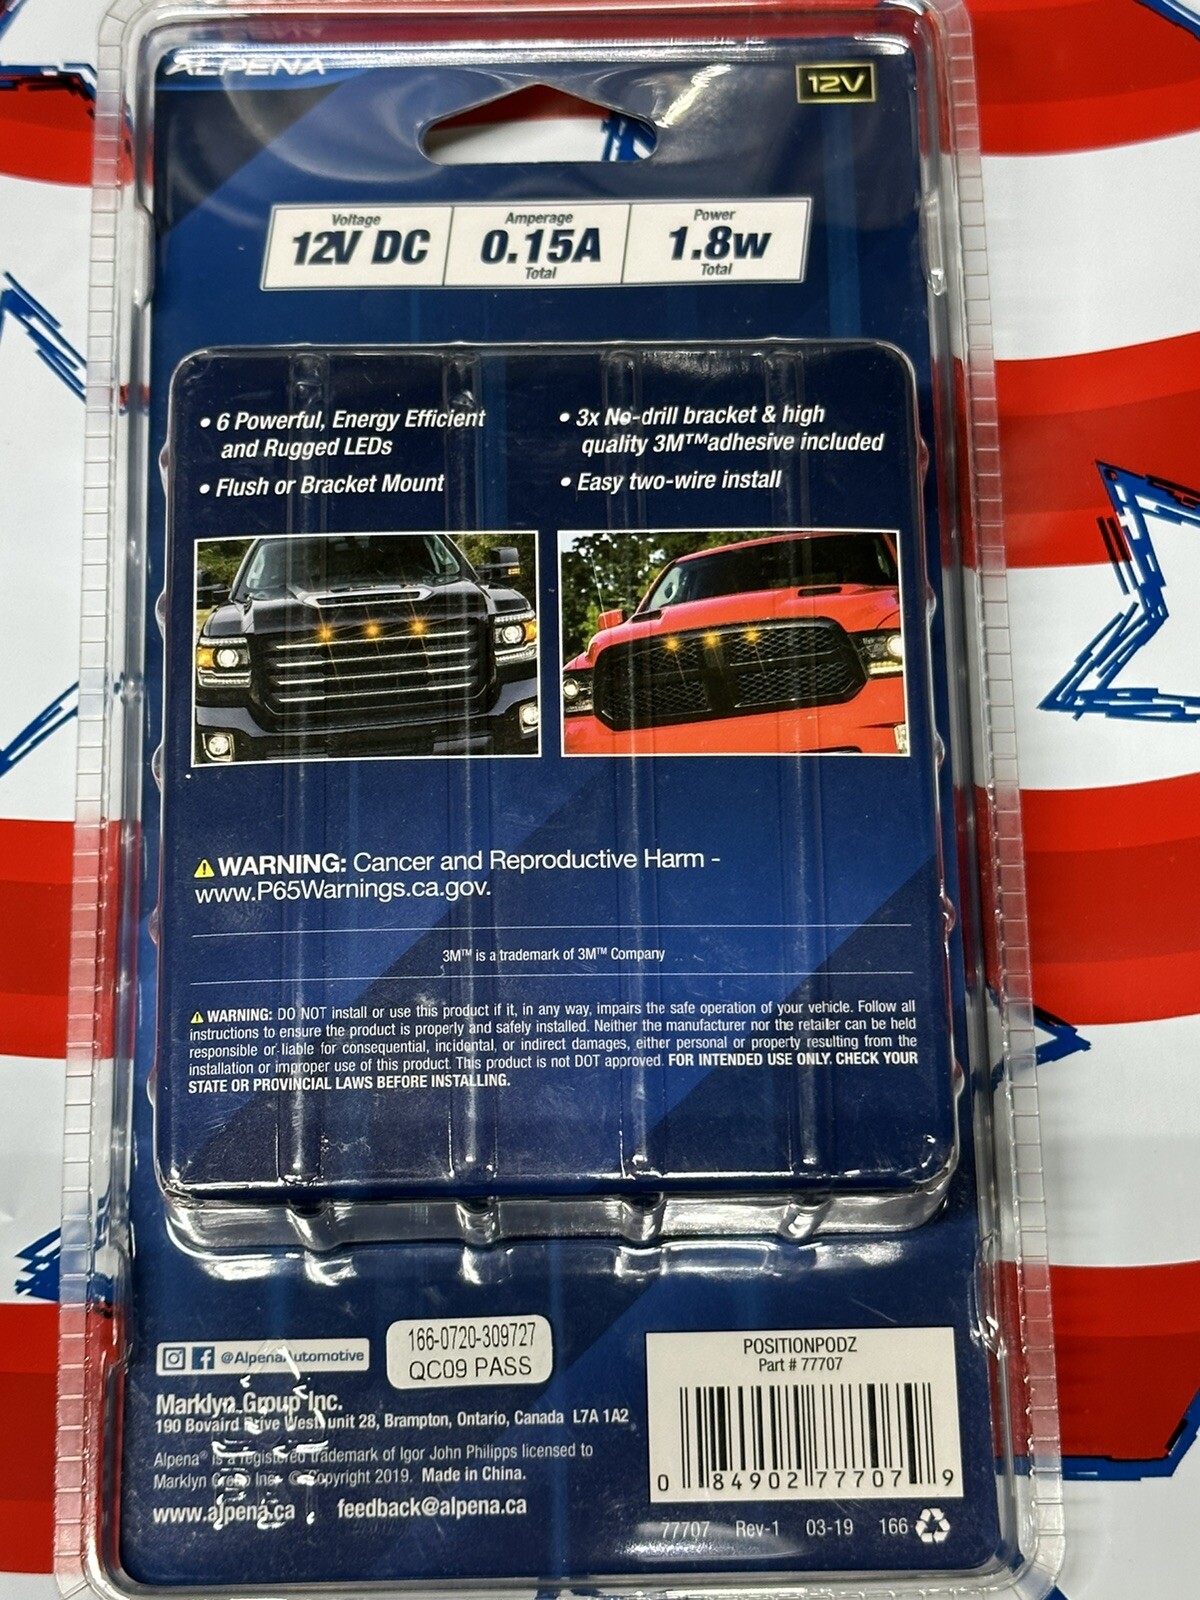 ALPENA
12V
Voltage
12V DC
Amperage
0.15A
Total
Power
1.8w
Total
• 6 Powerful, Energy Efficient
and Rugged LEDs
• Flush or Bracket Mount
• 3x No-drill bracket & high
quality 3M™adhesive included
• Easy two-wire install
⚠ WARNING: Cancer and Reproductive Harm -
www.P65Warnings.ca.gov.
3M™ is a trademark of 3M™ Company
⚠ WARNING: DO NOT install or use this product if it, in any way, impairs the safe operation of your vehicle. Follow all
instructions to ensure the product is properly and safely installed. Neither the manufacturer nor the retailer can be held
responsible or liable for consequential, incidental, or indirect damages, either personal or property resulting from the
installation or improper use of this product. This product is not DOT approved. FOR INTENDED USE ONLY. CHECK YOUR
STATE OR PROVINCIAL LAWS BEFORE INSTALLING.
@AlpenaAutomotive
166-0720-309727
QC09 PASS
Marklyn Group Inc.
190 Bovaird Drive West, unit 28, Brampton, Ontario, Canada L7A 1A2
Alpena® is a registered trademark of Igor John Philipps licensed to
Marklyn Group Inc. © Copyright 2019. Made in China.
www.alpena.ca feedback@alpena.ca
POSITIONPODZ
Part # 77707
0 84902 77707 9
77707 Rev-1 03-19 166